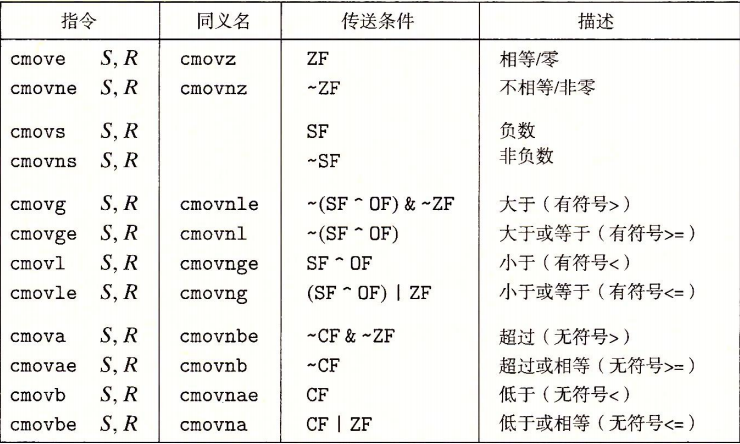 指令 同义名 传送条件 描述
cmove S, R cmovz ZF 相等/零
cmovne S, R cmovnz ~ZF 不相等/非零
cmovs S, R SF 负数
cmovns S, R ~SF 非负数
cmovg S, R cmovnle ~(SF ^ OF) & ~ZF 大于（有符号>）
cmovge S, R cmovnl ~(SF ^ OF) 大于或等于（有符号>=）
cmovl S, R cmovnge SF ^ OF 小于（有符号<）
cmovle S, R cmovng (SF ^ OF) | ZF 小于或等于（有符号<=）
cmova S, R cmovnbe ~CF & ~ZF 超过（无符号>）
cmovae S, R cmovnb ~CF 超过或相等（无符号>=）
cmovb S, R cmovnae CF 低于（无符号<）
cmovbe S, R cmovna CF | ZF 低于或相等（无符号<=）